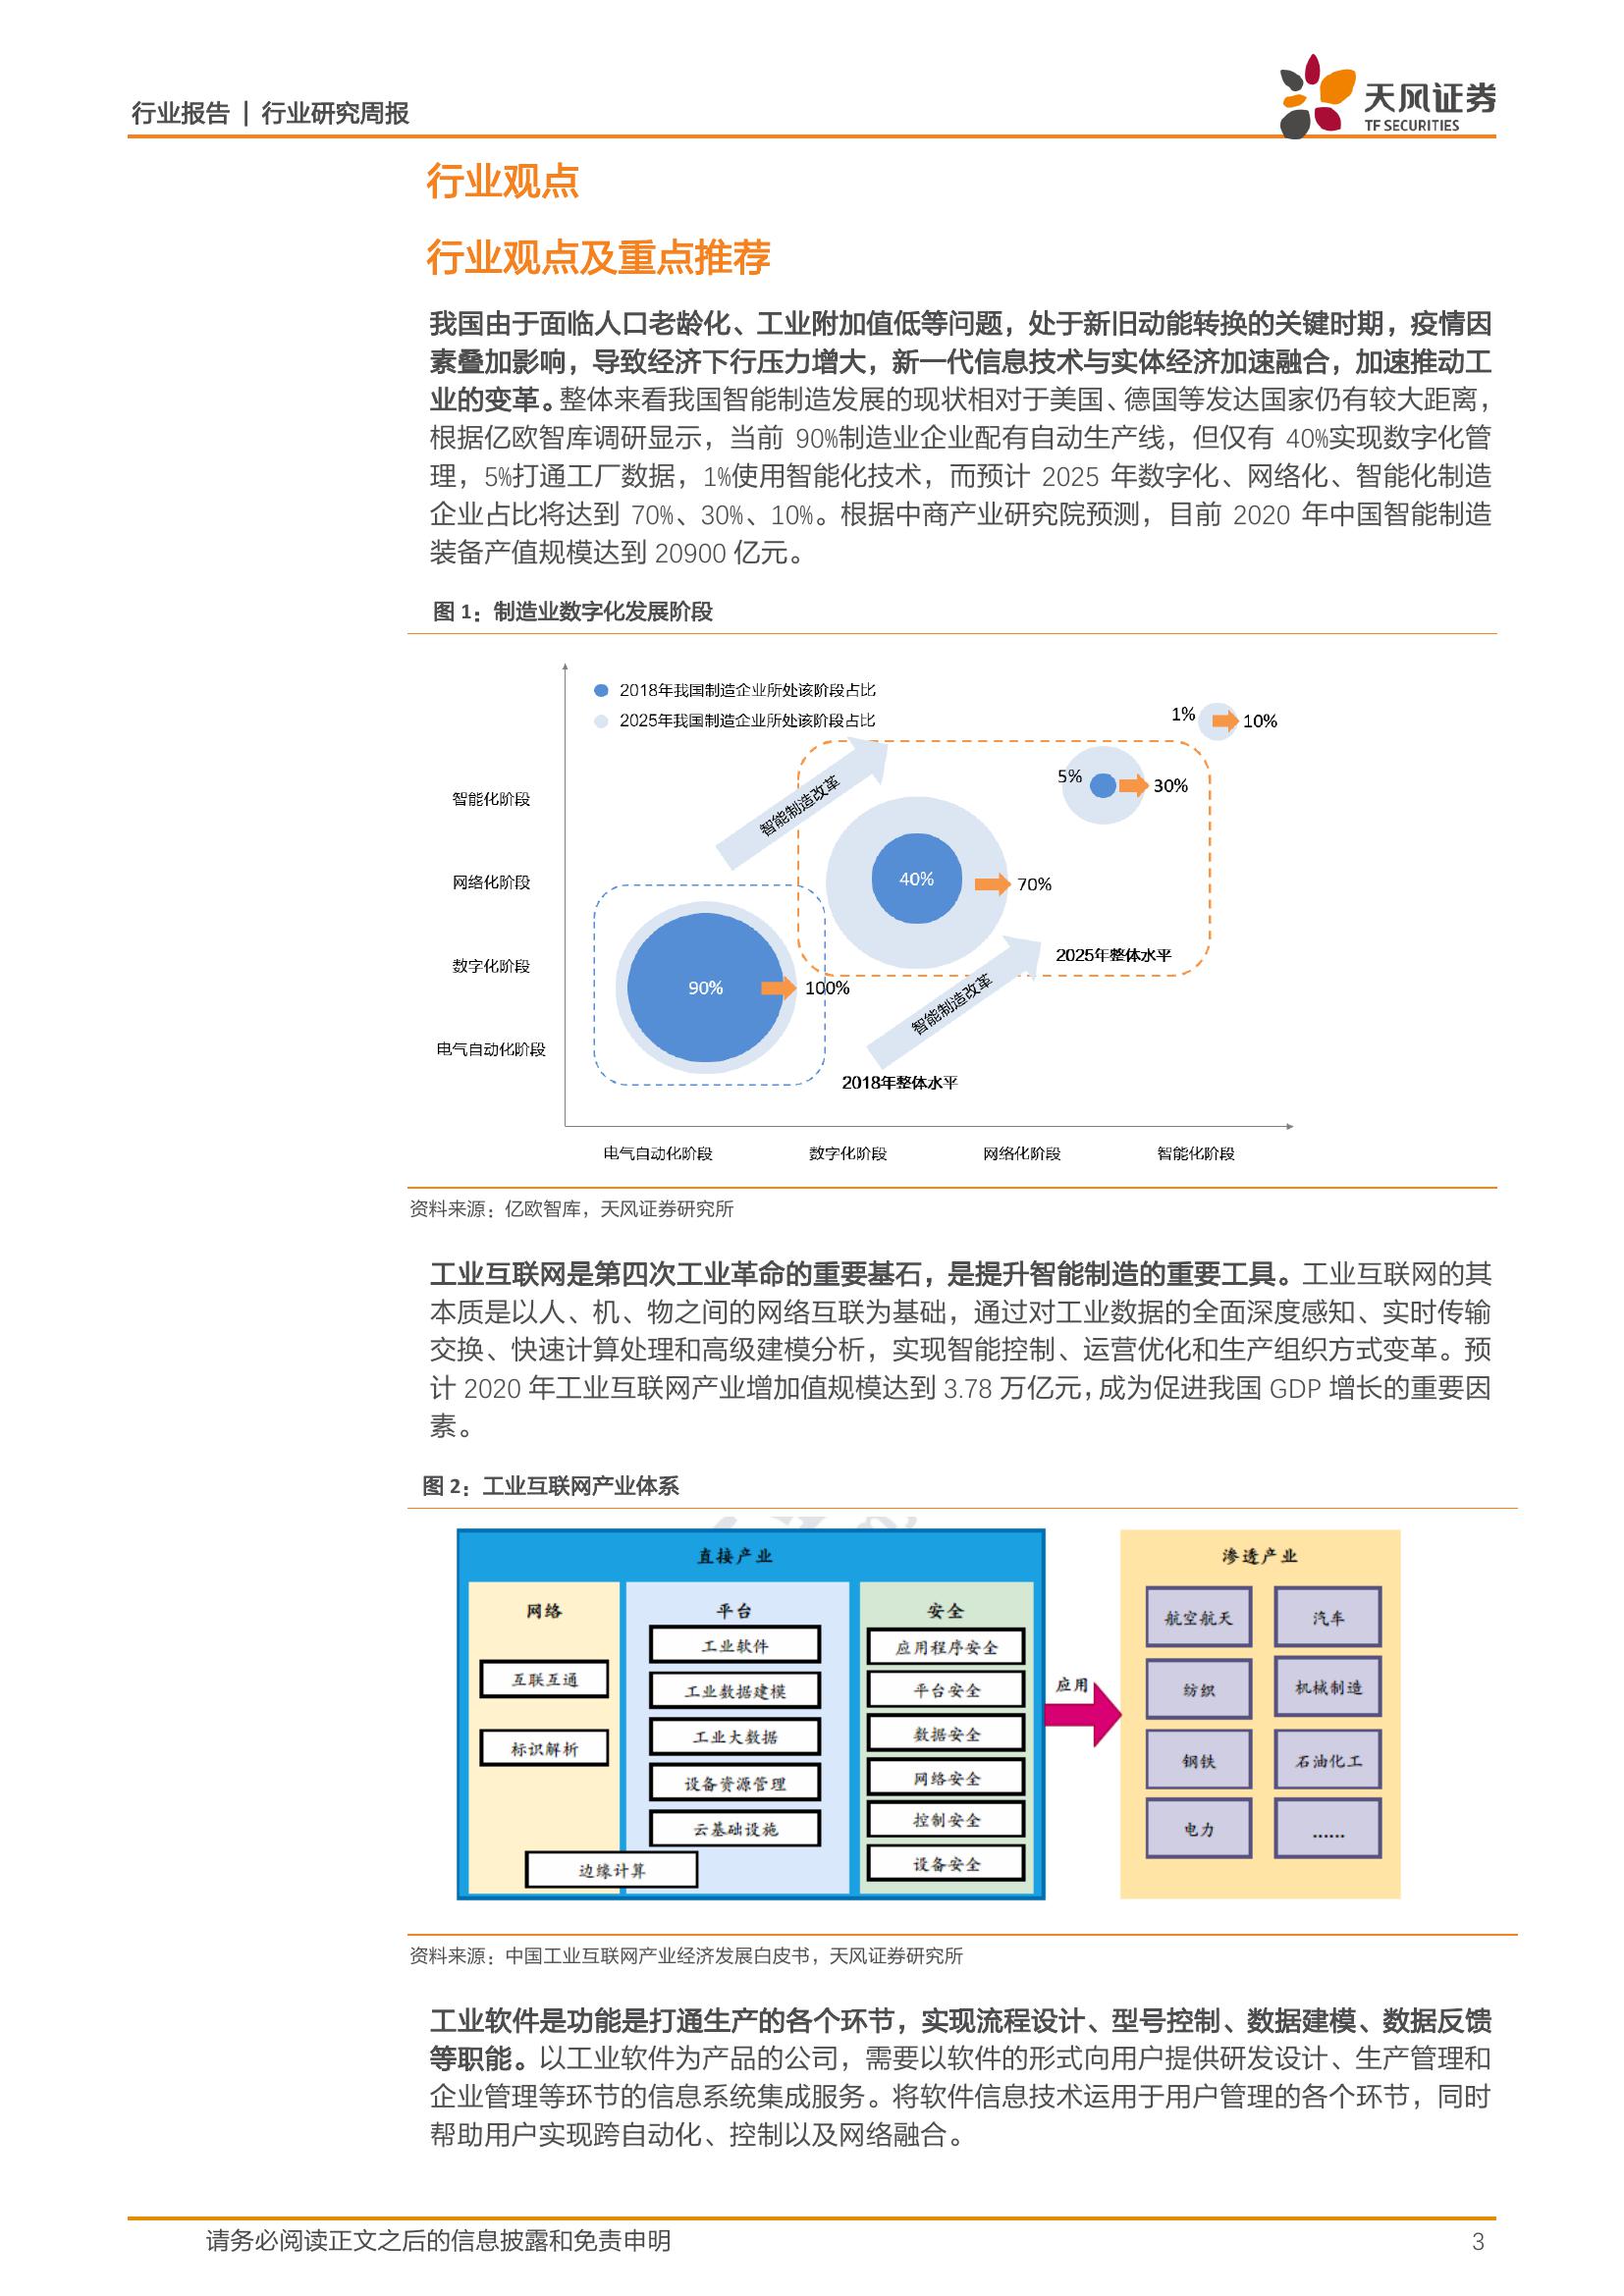 行业报告 | 行业研究周报
天风证券
TF SECURITIES
行业观点
行业观点及重点推荐
我国由于面临人口老龄化、工业附加值低等问题，处于新旧动能转换的关键时期，疫情因
素叠加影响，导致经济下行压力增大，新一代信息技术与实体经济加速融合，加速推动工
业的变革。整体来看我国智能制造发展的现状相对于美国、德国等发达国家仍有较大距离，
根据亿欧智库调研显示，当前 90%制造业企业配有自动生产线，但仅有 40%实现数字化管
理，5%打通工厂数据，1%使用智能化技术，而预计 2025 年数字化、网络化、智能化制造
企业占比将达到 70%、30%、10%。根据中商产业研究院预测，目前 2020 年中国智能制造
装备产值规模达到 20900 亿元。
图 1：制造业数字化发展阶段
2018年我国制造企业所处该阶段占比
2025年我国制造企业所处该阶段占比
1%
10%
5%
30%
智能化阶段
智能制造改革
网络化阶段
40%
70%
数字化阶段
2025年整体水平
90%
100%
智能制造改革
电气自动化阶段
2018年整体水平
电气自动化阶段
数字化阶段
网络化阶段
智能化阶段
资料来源：亿欧智库，天风证券研究所
工业互联网是第四次工业革命的重要基石，是提升智能制造的重要工具。工业互联网的其
本质是以人、机、物之间的网络互联为基础，通过对工业数据的全面深度感知、实时传输
交换、快速计算处理和高级建模分析，实现智能控制、运营优化和生产组织方式变革。预
计 2020 年工业互联网产业增加值规模达到 3.78 万亿元，成为促进我国 GDP 增长的重要因
素。
图 2：工业互联网产业体系
直接产业
网络
互联互通
标识解析
边缘计算
平台
工业软件
工业数据建模
工业大数据
设备资源管理
云基础设施
安全
应用程序安全
平台安全
数据安全
网络安全
控制安全
设备安全
应用
渗透产业
航空航天
汽车
纺织
机械制造
钢铁
石油化工
电力
……
资料来源：中国工业互联网产业经济发展白皮书，天风证券研究所
工业软件是功能是打通生产的各个环节，实现流程设计、型号控制、数据建模、数据反馈
等职能。以工业软件为产品的公司，需要以软件的形式向用户提供研发设计、生产管理和
企业管理等环节的信息系统集成服务。将软件信息技术运用于用户管理的各个环节，同时
帮助用户实现跨自动化、控制以及网络融合。
请务必阅读正文之后的信息披露和免责申明
3